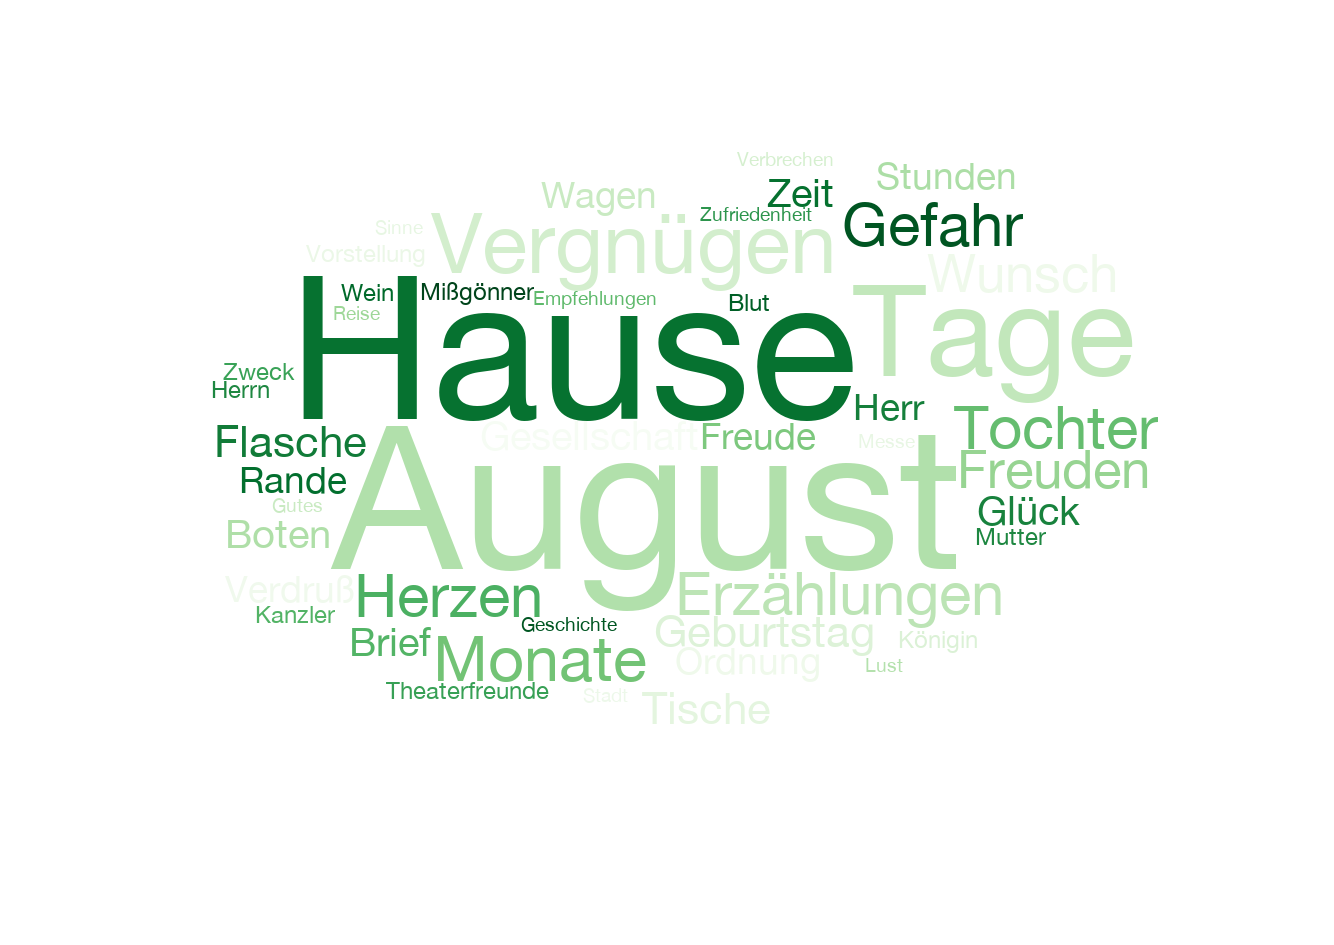 Verbrechen
Stunden
Wagen
Zeit
Zufriedenheit
Gefahr
Sinne
Vergnügen
Vorstellung
Wunsch
Wein
Mißgönner
Empfehlungen
Blut
Reise
Hause
Tage
Zweck
Herrn
Herr
Flasche
Gesellschaft
Freude
Messe
Tochter
Rande
Freuden
Gutes
August
Glück
Boten
Mutter
Verdruß
Herzen
Erzählungen
Kanzler
Geschichte
Geburtstag
Königin
Brief
Monate
Ordnung
Lust
Theaterfreunde
Stadt
Tische